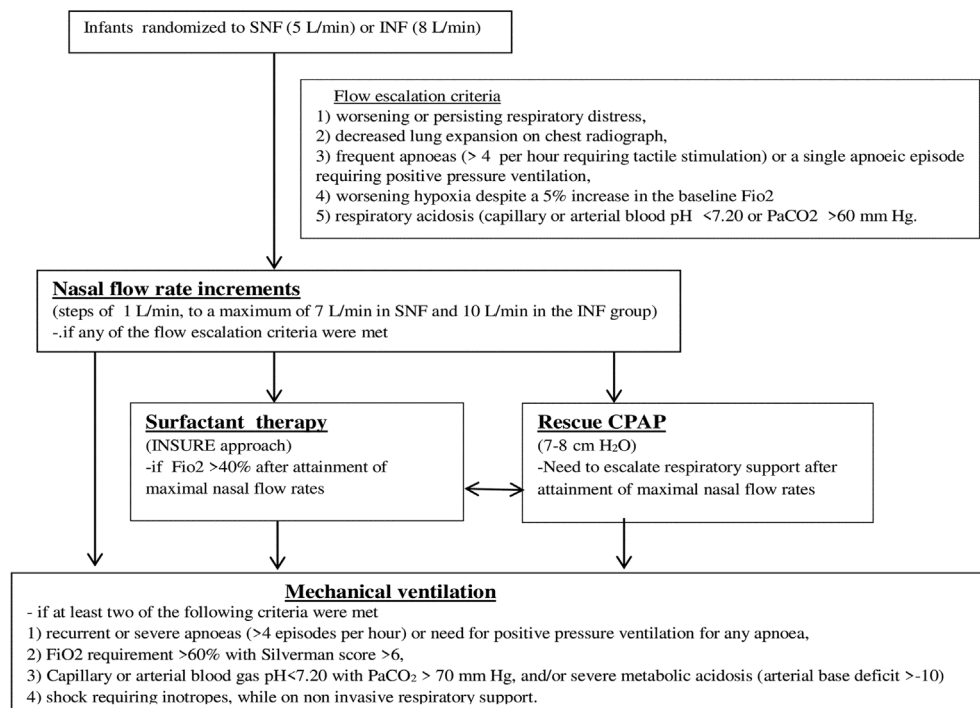 Infants randomized to SNF (5 L/min) or INF (8 L/min)
Flow escalation criteria
1) worsening or persisting respiratory distress,
2) decreased lung expansion on chest radiograph,
3) frequent apnoeas (> 4 per hour requiring tactile stimulation) or a single apnoeic episode
requiring positive pressure ventilation,
4) worsening hypoxia despite a 5% increase in the baseline Fio2
5) respiratory acidosis (capillary or arterial blood pH <7.20 or PaCO2 >60 mm Hg.
Nasal flow rate increments
(steps of 1 L/min, to a maximum of 7 L/min in SNF and 10 L/min in the INF group)
-.if any of the flow escalation criteria were met
Surfactant therapy
(INSURE approach)
-if Fio2 >40% after attainment of
maximal nasal flow rates
Rescue CPAP
(7-8 cm H₂O)
-Need to escalate respiratory support after
attainment of maximal nasal flow rates
Mechanical ventilation
- if at least two of the following criteria were met
1) recurrent or severe apnoeas (>4 episodes per hour) or need for positive pressure ventilation for any apnoea,
2) FiO2 requirement >60% with Silverman score >6,
3) Capillary or arterial blood gas pH<7.20 with PaCO₂ > 70 mm Hg, and/or severe metabolic acidosis (arterial base deficit >-10)
4) shock requiring inotropes, while on non invasive respiratory support.